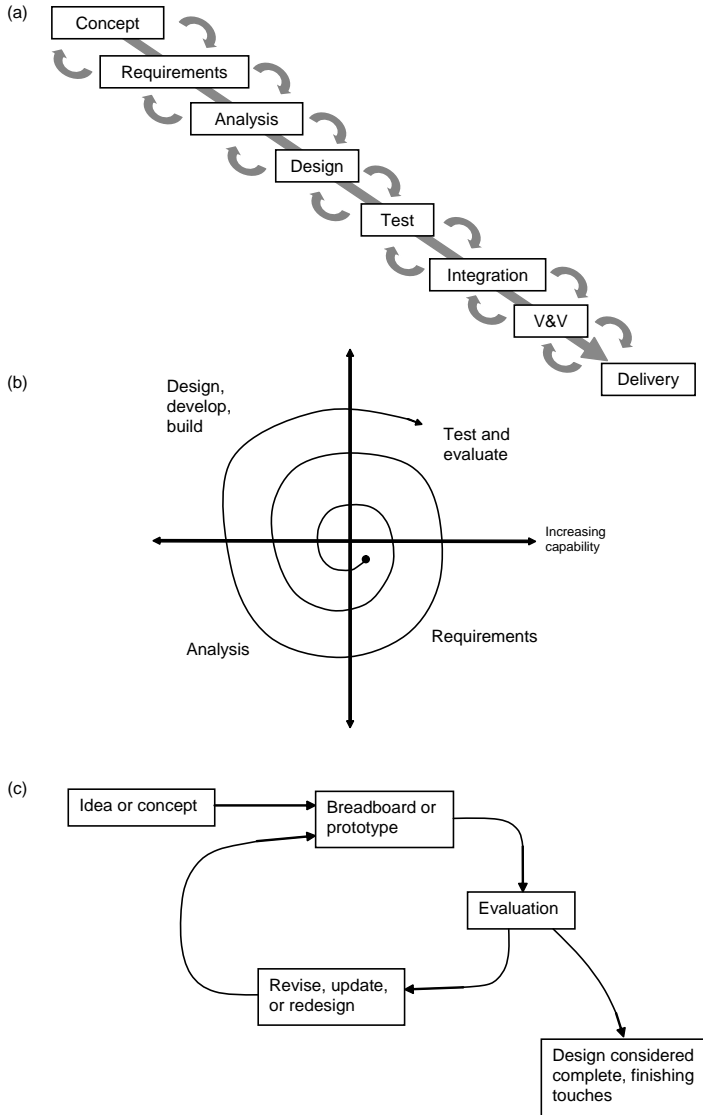 (a)
Concept
Requirements
Analysis
Design
Test
Integration
V&V
Delivery
(b)
Design,
develop,
build
Test and
evaluate
Increasing
capability
Analysis
Requirements
(c)
Idea or concept
Breadboard or
prototype
Evaluation
Revise, update,
or redesign
Design considered
complete, finishing
touches